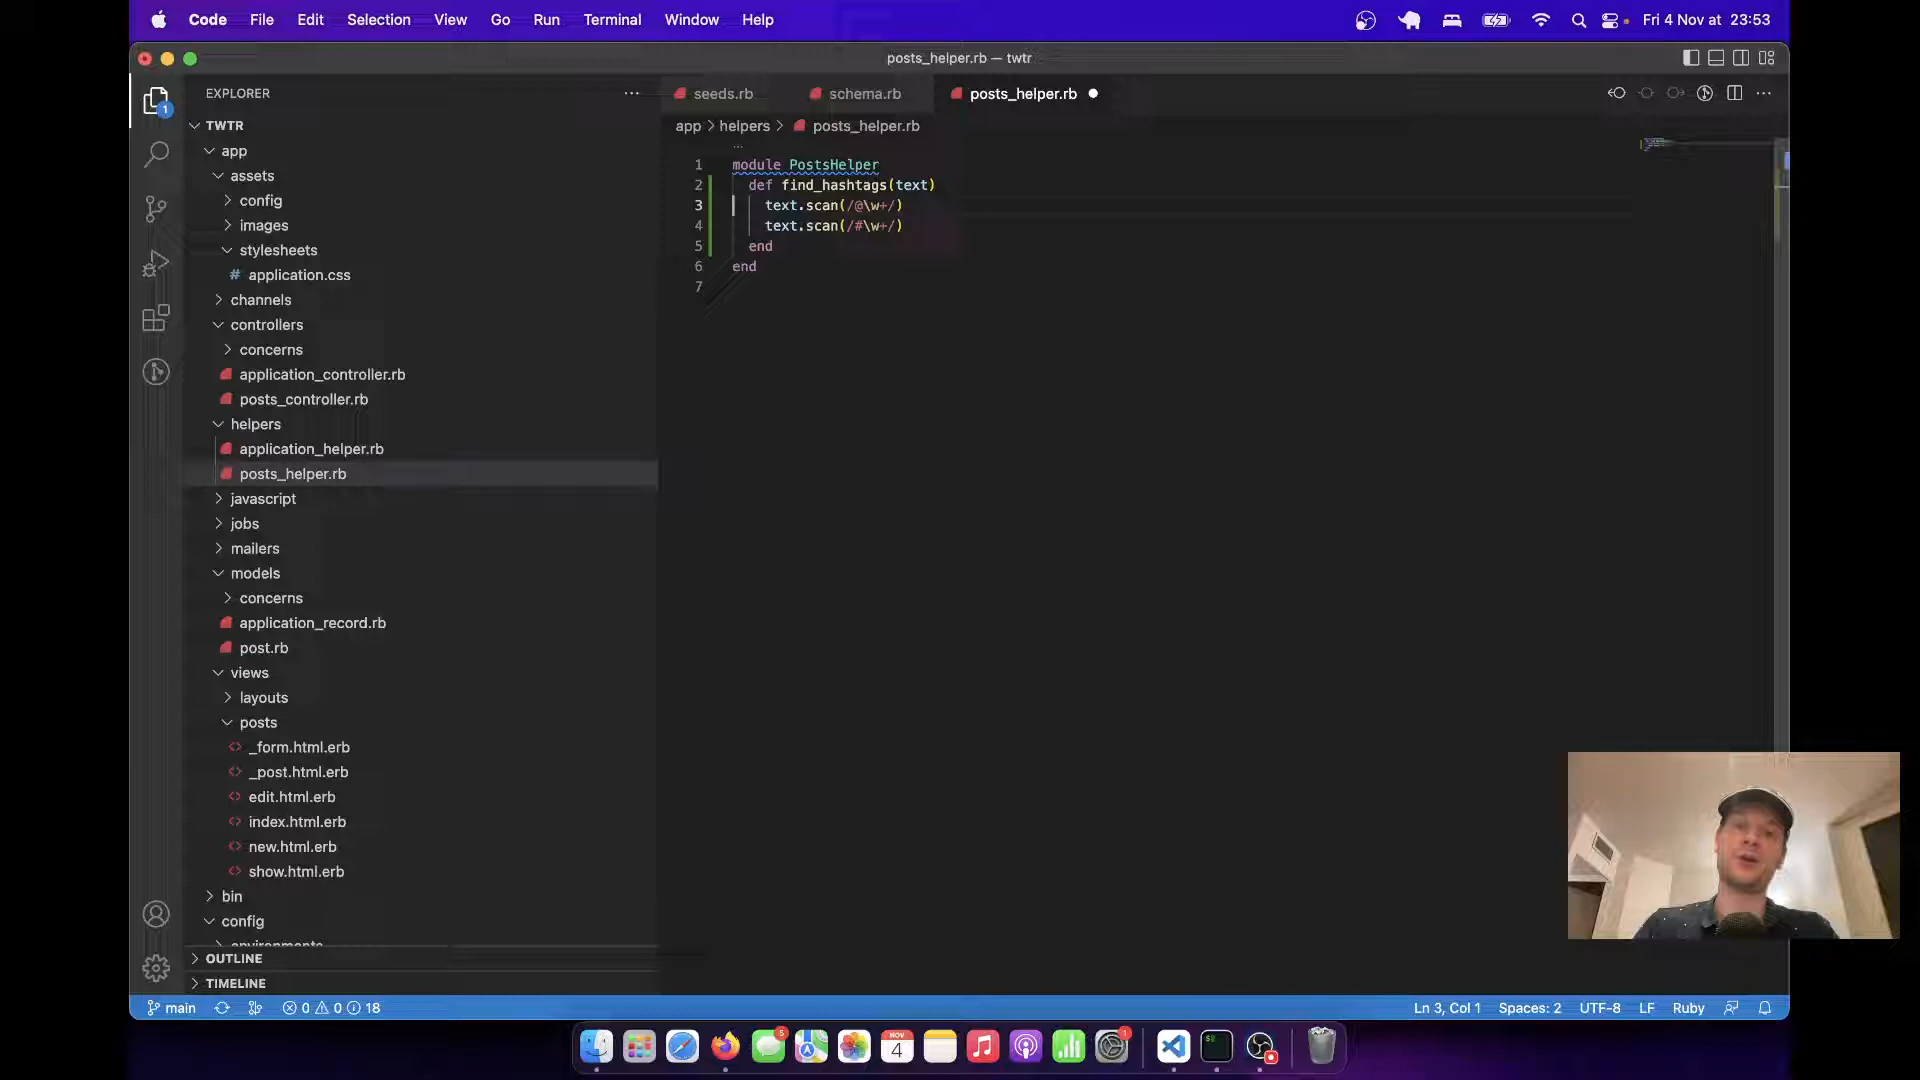 Code File Edit Selection View Go Run Terminal Window Help
Fri 4 Nov at 23:53
posts_helper.rb — twtr
EXPLORER
seeds.rb
schema.rb
posts_helper.rb
1
TWTR
app
assets
config
images
stylesheets
# application.css
channels
controllers
concerns
application_controller.rb
posts_controller.rb
helpers
application_helper.rb
posts_helper.rb
javascript
jobs
mailers
models
concerns
application_record.rb
post.rb
views
layouts
posts
_form.html.erb
_post.html.erb
edit.html.erb
index.html.erb
new.html.erb
show.html.erb
bin
config
environments
OUTLINE
TIMELINE
app > helpers > posts_helper.rb
1 module PostsHelper
2 def find_hashtags(text)
3 text.scan(/@\w+/)
4 text.scan(/#\w+/)
5 end
6 end
7
main 0 0 18
Ln 3, Col 1 Spaces: 2 UTF-8 LF Ruby
5
NOV
4
1